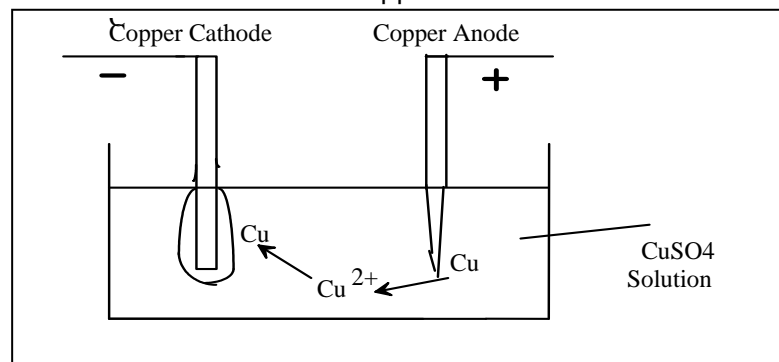 Copper Cathode
Copper Anode
−
+
Cu
Cu
Cu 2+
CuSO4
Solution